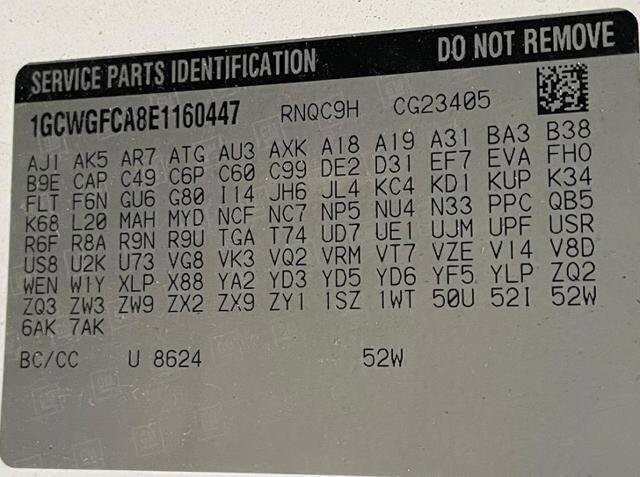 SERVICE PARTS IDENTIFICATION DO NOT REMOVE
1GCWGFCA8E1160447 RNQC9H CG23405
AJ1 AK5 AR7 ATG AU3 AXK A18 A19 A31 BA3 B38
B9E CAP C49 C6P C60 C99 DE2 D31 EF7 EVA FHO
FLT F6N GU6 G80 I14 JH6 JL4 KC4 KD1 KUP K34
K68 L20 MAH MYD NCF NC7 NP5 NU4 N33 PPC QB5
R6F R8A R9N R9U TGA T74 UD7 UE1 UJM UPF USR
US8 U2K U73 VG8 VK3 VQ2 VRM VT7 VZE V14 V8D
WEN W1Y XLP X88 YA2 YD3 YD5 YD6 YF5 YLP ZQ2
ZQ3 ZW3 ZW9 ZX2 ZX9 ZY1 1SZ 1WT 50U 52I 52W
6AK 7AK
BC/CC U 8624 52W